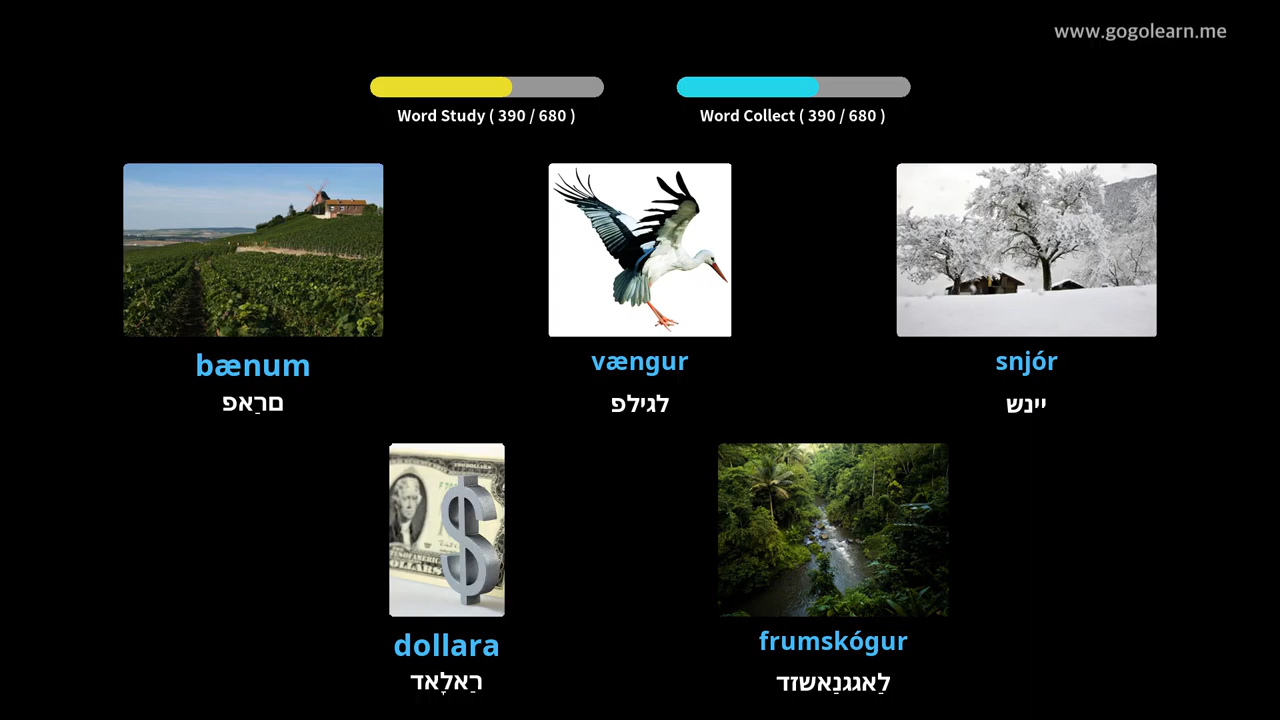 www.gogolearn.me
Word Study ( 390 / 680 )
Word Collect ( 390 / 680 )
bænum
םרַאפ
vængur
לגילפ
snjór
יינש
dollara
רַאלָאד
frumskógur
לַאגגנַאשזד